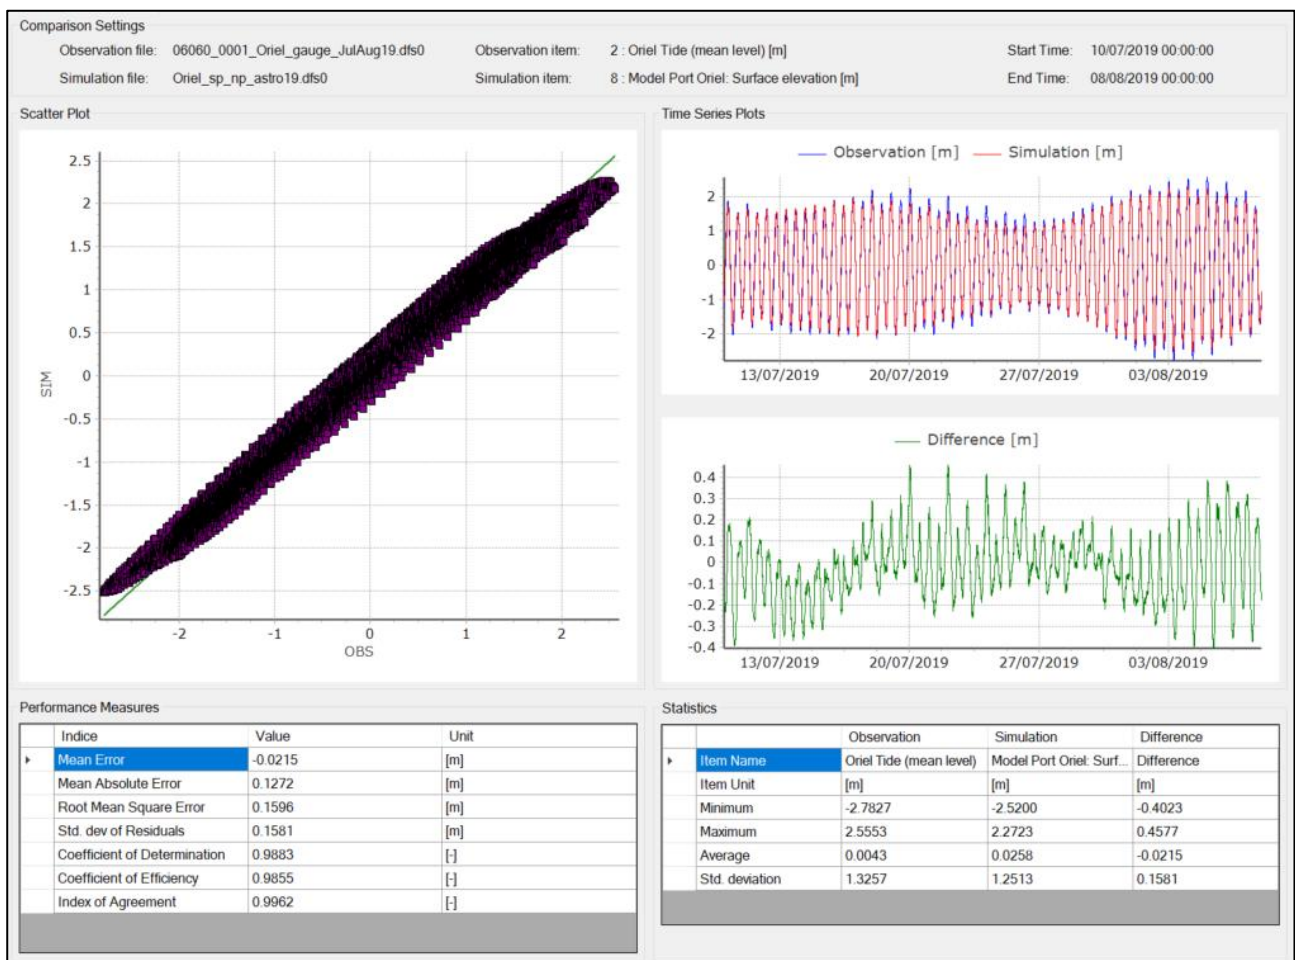 Comparison Settings
Observation file: 06060_0001_Oriel_gauge_JulAug19.dfs0 Observation item: 2 : Oriel Tide (mean level) [m] Start Time: 10/07/2019 00:00:00
Simulation file: Oriel_sp_np_astro19.dfs0 Simulation item: 8 : Model Port Oriel: Surface elevation [m] End Time: 08/08/2019 00:00:00
Scatter Plot
2.5
2
1.5
1
0.5
0
-0.5
-1
-1.5
-2
-2.5
SIM
-2 -1 0 1 2
OBS
Time Series Plots
Observation [m] Simulation [m]
2
1
0
-1
-2
13/07/2019 20/07/2019 27/07/2019 03/08/2019
Difference [m]
0.4
0.3
0.2
0.1
0
-0.1
-0.2
-0.3
-0.4
13/07/2019 20/07/2019 27/07/2019 03/08/2019
Performance Measures
Indice Value Unit
Mean Error -0.0215 [m]
Mean Absolute Error 0.1272 [m]
Root Mean Square Error 0.1596 [m]
Std. dev of Residuals 0.1581 [m]
Coefficient of Determination 0.9883 [-]
Coefficient of Efficiency 0.9855 [-]
Index of Agreement 0.9962 [-]
Statistics
Observation Simulation Difference
Item Name Oriel Tide (mean level) Model Port Oriel: Surf... Difference
Item Unit [m] [m] [m]
Minimum -2.7827 -2.5200 -0.4023
Maximum 2.5553 2.2723 0.4577
Average 0.0043 0.0258 -0.0215
Std. deviation 1.3257 1.2513 0.1581